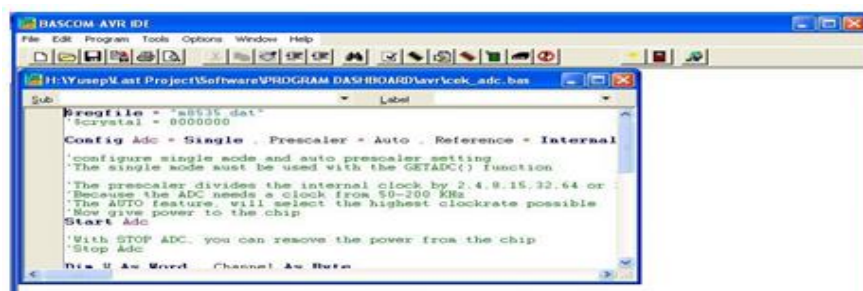 BASCOM-AVR IDE
File Edit Program Tools Options Window Help
H:\Yusep\Last Project\Software\PROGRAM DASHBOARD\avr\cek_adc.bas
Sub Label
$regfile = "m8535.dat"
'$crystal = 8000000
Config Adc = Single , Prescaler = Auto , Reference = Internal
'configure single mode and auto prescaler setting
'The single mode must be used with the GETADC() function
'The prescaler divides the internal clock by 2,4,8,15,32,64 or
'Because the ADC needs a clock from 50-200 KHz
'The AUTO feature, will select the highest clockrate possible
'Now give power to the chip
Start Adc
'With STOP ADC, you can remove the power from the chip
'Stop Adc
Dim W As Word , Channel As Byte